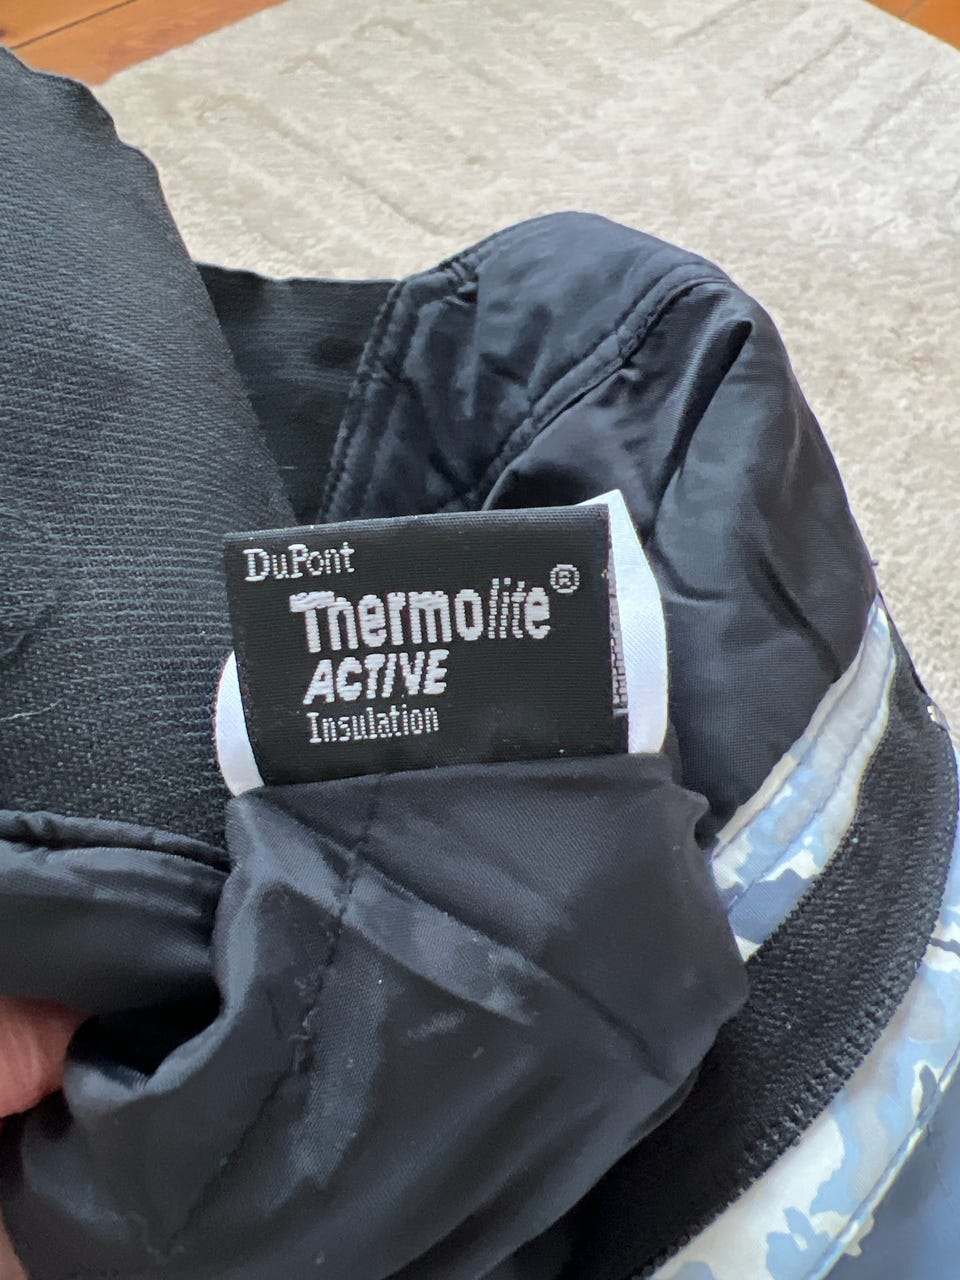 DuPont
Thermolite®
ACTIVE
Insulation